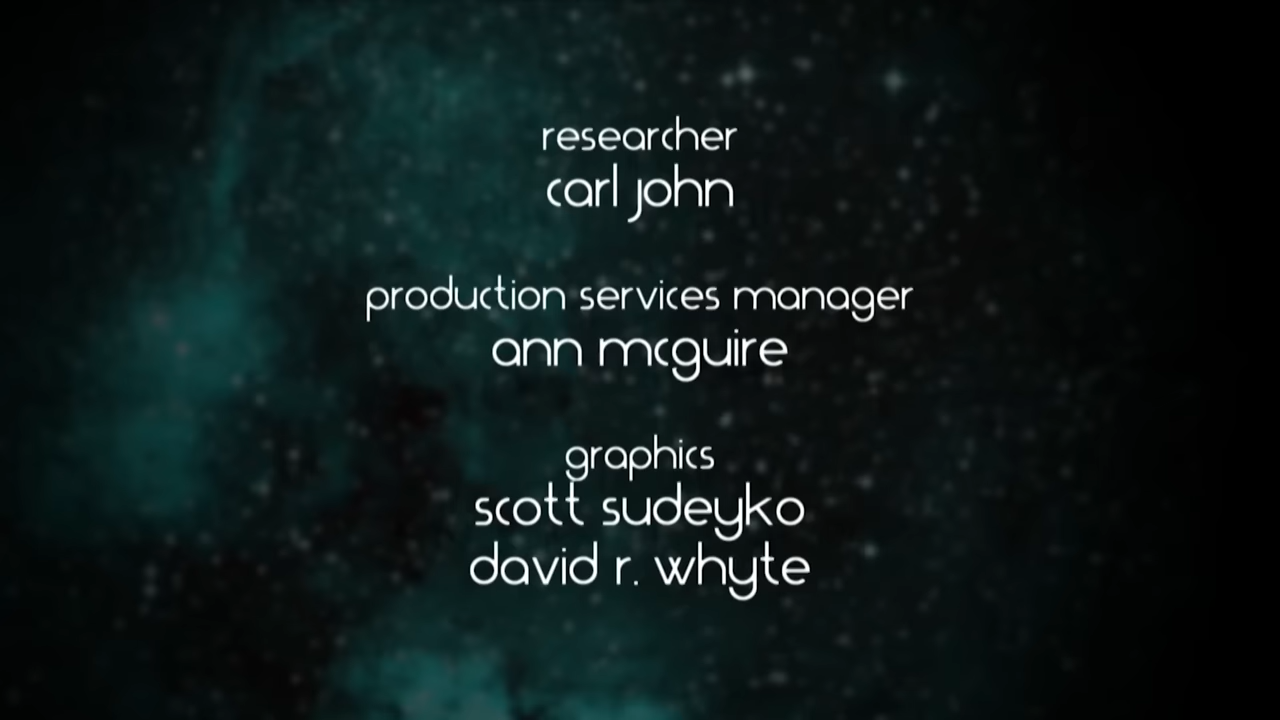 researcher
carl john
production services manager
ann mcguire
graphics
scott sudeyko
david r. whyte